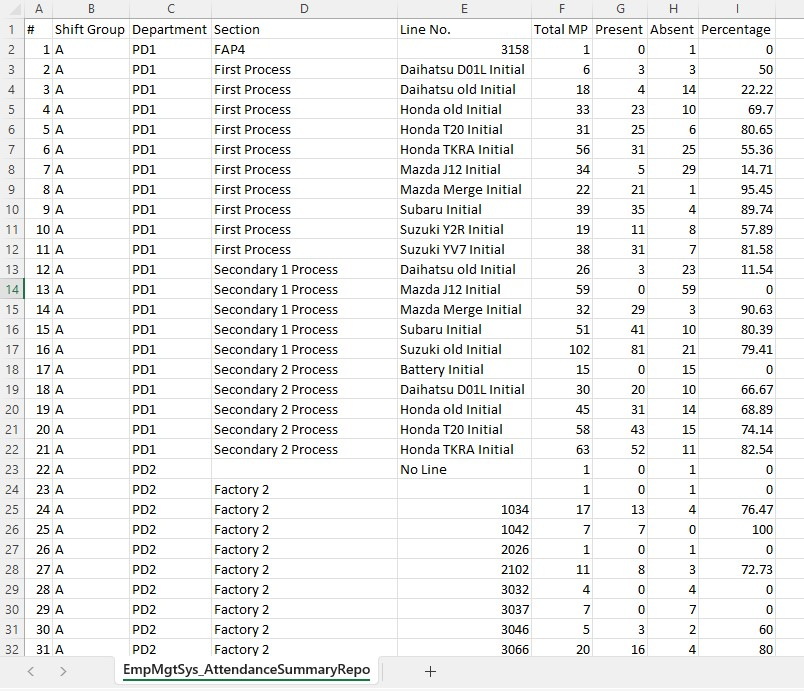 A B C D E F G H I
1 # Shift Group Department Section Line No. Total MP Present Absent Percentage
2 1 A PD1 FAP4 3158 1 0 1 0
3 2 A PD1 First Process Daihatsu D01L Initial 6 3 3 50
4 3 A PD1 First Process Daihatsu old Initial 18 4 14 22.22
5 4 A PD1 First Process Honda old Initial 33 23 10 69.7
6 5 A PD1 First Process Honda T20 Initial 31 25 6 80.65
7 6 A PD1 First Process Honda TKRA Initial 56 31 25 55.36
8 7 A PD1 First Process Mazda J12 Initial 34 5 29 14.71
9 8 A PD1 First Process Mazda Merge Initial 22 21 1 95.45
10 9 A PD1 First Process Subaru Initial 39 35 4 89.74
11 10 A PD1 First Process Suzuki Y2R Initial 19 11 8 57.89
12 11 A PD1 First Process Suzuki YV7 Initial 38 31 7 81.58
13 12 A PD1 Secondary 1 Process Daihatsu old Initial 26 3 23 11.54
14 13 A PD1 Secondary 1 Process Mazda J12 Initial 59 0 59 0
15 14 A PD1 Secondary 1 Process Mazda Merge Initial 32 29 3 90.63
16 15 A PD1 Secondary 1 Process Subaru Initial 51 41 10 80.39
17 16 A PD1 Secondary 1 Process Suzuki old Initial 102 81 21 79.41
18 17 A PD1 Secondary 2 Process Battery Initial 15 0 15 0
19 18 A PD1 Secondary 2 Process Daihatsu D01L Initial 30 20 10 66.67
20 19 A PD1 Secondary 2 Process Honda old Initial 45 31 14 68.89
21 20 A PD1 Secondary 2 Process Honda T20 Initial 58 43 15 74.14
22 21 A PD1 Secondary 2 Process Honda TKRA Initial 63 52 11 82.54
23 22 A PD2 No Line 1 0 1 0
24 23 A PD2 Factory 2 1 0 1 0
25 24 A PD2 Factory 2 1034 17 13 4 76.47
26 25 A PD2 Factory 2 1042 7 7 0 100
27 26 A PD2 Factory 2 2026 1 0 1 0
28 27 A PD2 Factory 2 2102 11 8 3 72.73
29 28 A PD2 Factory 2 3032 4 0 4 0
30 29 A PD2 Factory 2 3037 7 0 7 0
31 30 A PD2 Factory 2 3046 5 3 2 60
32 31 A PD2 Factory 2 3066 20 16 4 80
EmpMgtSys_AttendanceSummaryRepo